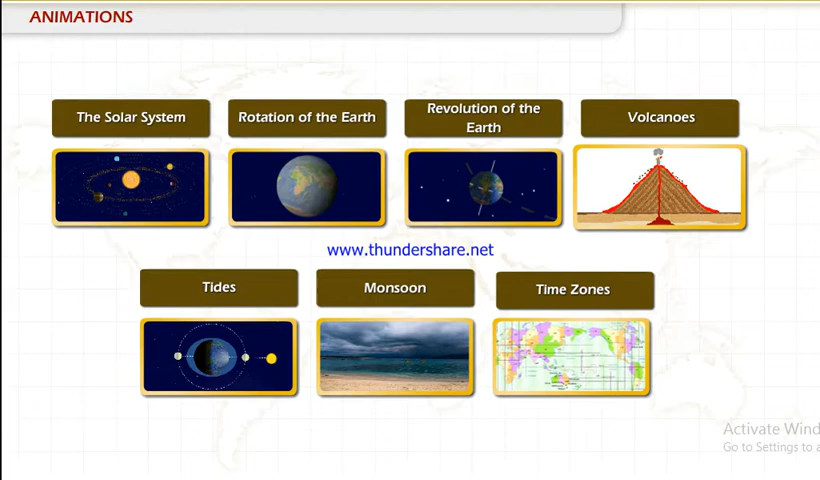 ANIMATIONS
The Solar System
Rotation of the Earth
Revolution of the
Earth
Volcanoes
www.thundershare.net
Tides
Monsoon
Time Zones
Activate Wind
Go to Settings to a